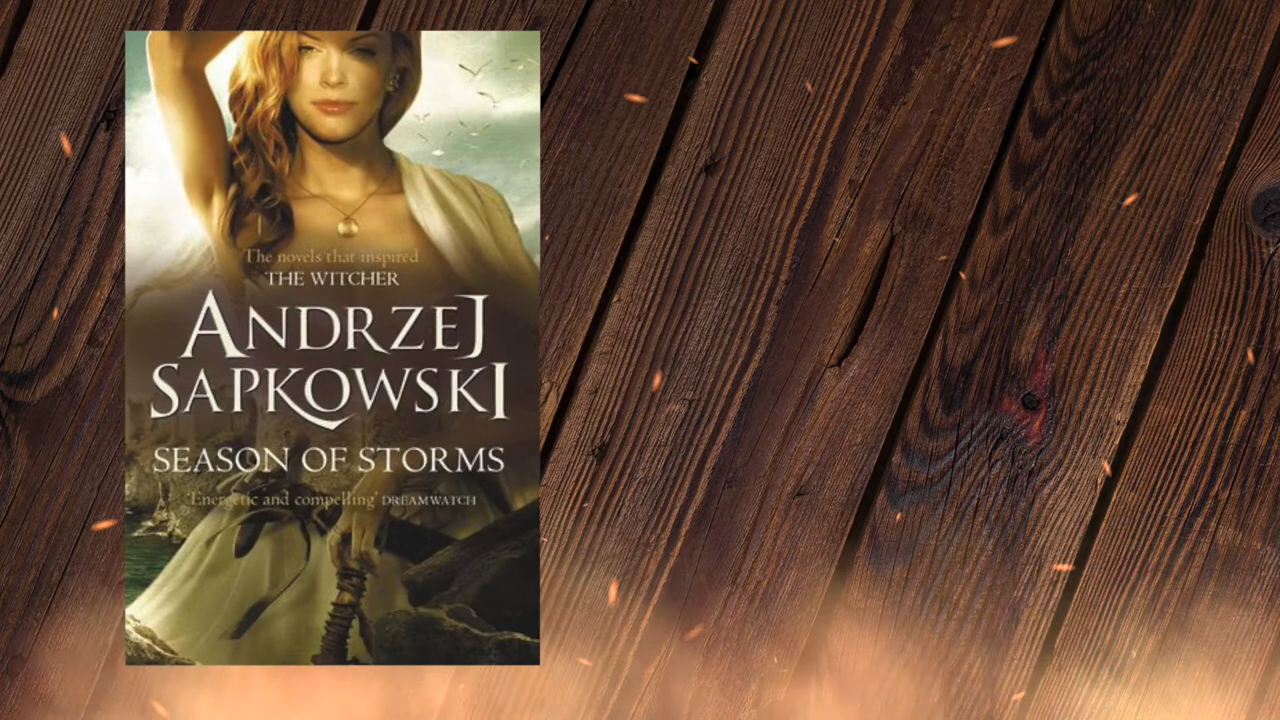 The novels that inspired
THE WITCHER
ANDRZEJ
SAPKOWSKI
SEASON OF STORMS
'Energetic and compelling' DREAMWATCH